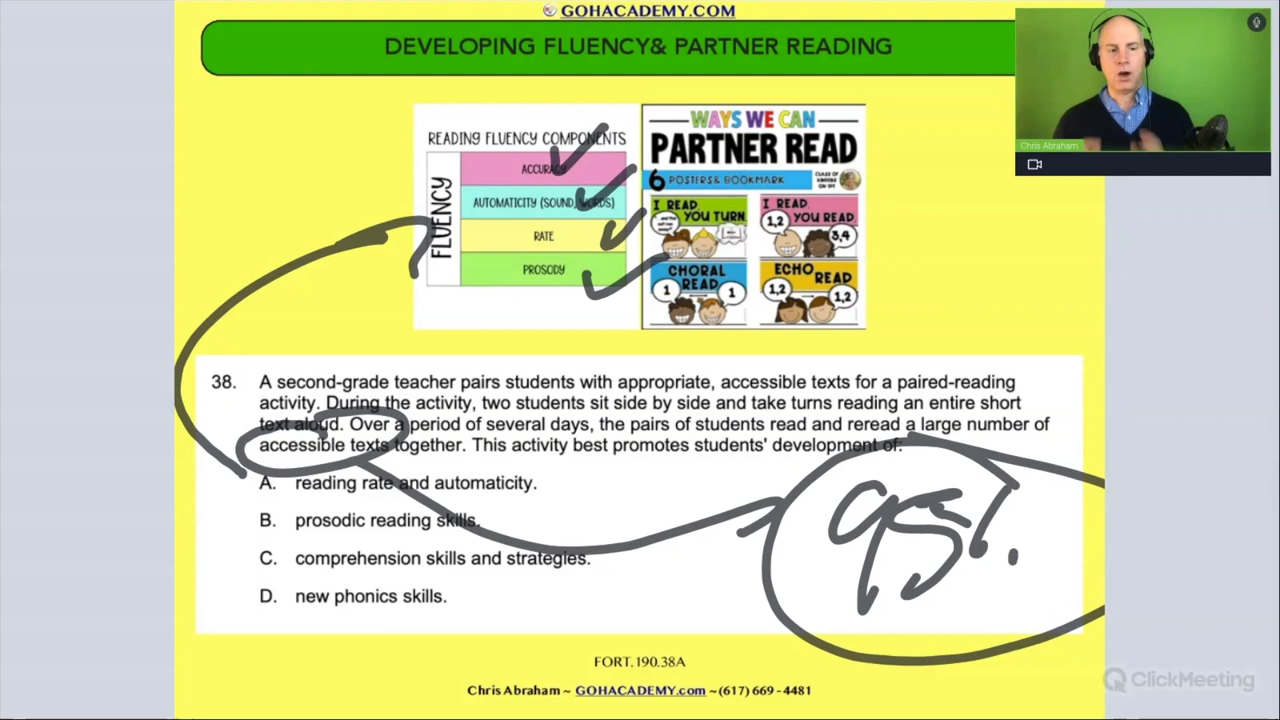 © GOHACADEMY.COM
DEVELOPING FLUENCY& PARTNER READING
READING FLUENCY COMPONENTS
FLUENCY
ACCURACY
AUTOMATICITY (SOUND, WORDS)
RATE
PROSODY
WAYS WE CAN
PARTNER READ
6 POSTERS & BOOKMARK
CLASS OF
KINDERS
ON TPT
I READ,
YOU TURN
I READ,
YOU READ
1,2
3,4
CHORAL
READ
1
1
ECHO
READ
1,2
1,2
Chris Abraham
38. A second-grade teacher pairs students with appropriate, accessible texts for a paired-reading
activity. During the activity, two students sit side by side and take turns reading an entire short
text aloud. Over a period of several days, the pairs of students read and reread a large number of
accessible texts together. This activity best promotes students' development of:
A. reading rate and automaticity.
B. prosodic reading skills.
C. comprehension skills and strategies.
D. new phonics skills.
95%.
FORT.190.38A
Chris Abraham ~ GOHACADEMY.com ~(617) 669 - 4481
ClickMeeting